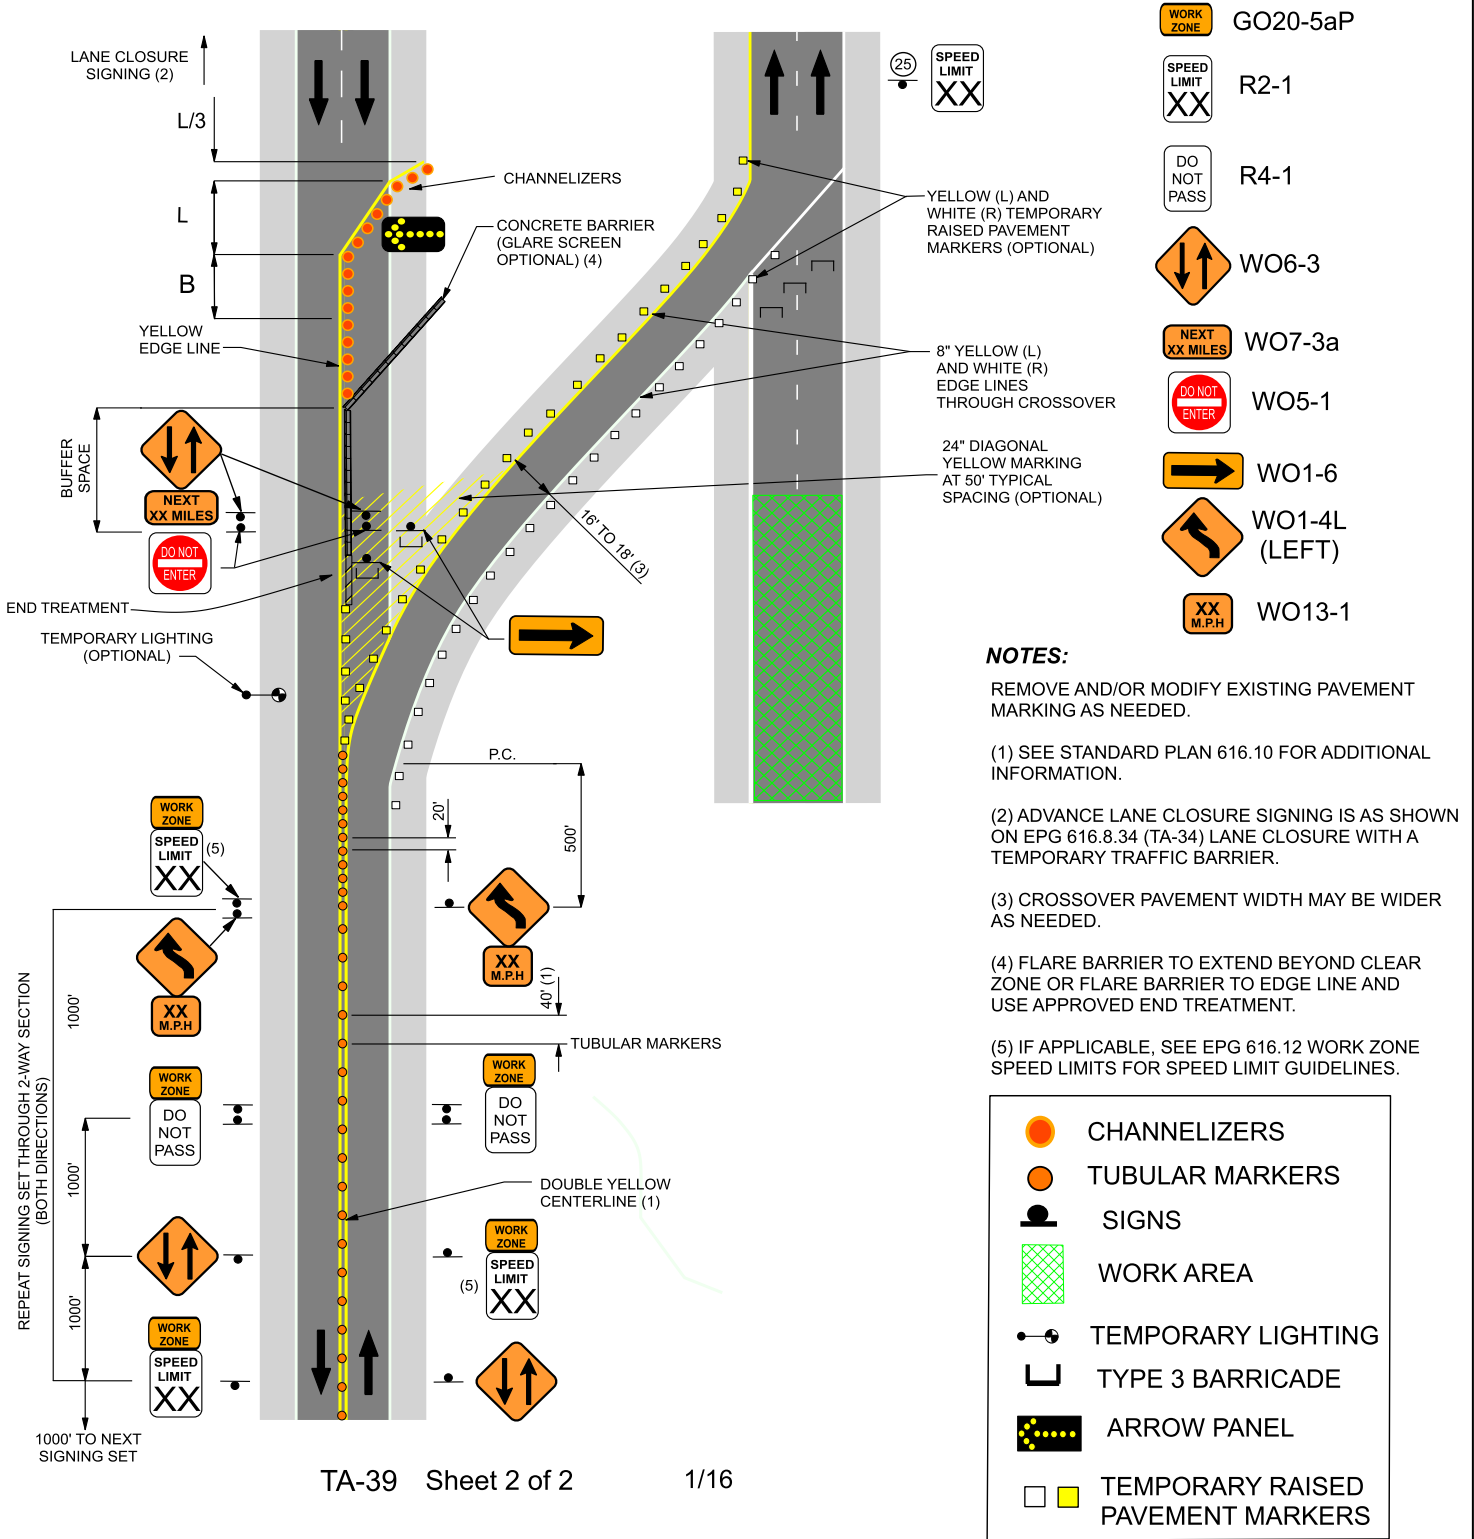 LANE CLOSURE
SIGNING (2)
L/3
L
B
YELLOW
EDGE LINE
BUFFER
SPACE
NEXT
XX MILES
DO NOT
ENTER
END TREATMENT
TEMPORARY LIGHTING
(OPTIONAL)
CHANNELIZERS
CONCRETE BARRIER
(GLARE SCREEN
OPTIONAL) (4)
25
SPEED
LIMIT
XX
YELLOW (L) AND
WHITE (R) TEMPORARY
RAISED PAVEMENT
MARKERS (OPTIONAL)
8" YELLOW (L)
AND WHITE (R)
EDGE LINES
THROUGH CROSSOVER
24" DIAGONAL
YELLOW MARKING
AT 50' TYPICAL
SPACING (OPTIONAL)
16' TO 18' (3)
P.C.
20'
500'
WORK
ZONE
SPEED
LIMIT
XX
(5)
XX
M.P.H
XX
M.P.H
40' (1)
TUBULAR MARKERS
REPEAT SIGNING SET THROUGH 2-WAY SECTION
(BOTH DIRECTIONS)
1000'
1000'
1000'
WORK
ZONE
DO
NOT
PASS
WORK
ZONE
DO
NOT
PASS
DOUBLE YELLOW
CENTERLINE (1)
WORK
ZONE
SPEED
LIMIT
XX
(5)
WORK
ZONE
SPEED
LIMIT
XX
1000' TO NEXT
SIGNING SET
TA-39 Sheet 2 of 2 1/16
WORK
ZONE
GO20-5aP
SPEED
LIMIT
XX
R2-1
DO
NOT
PASS
R4-1
WO6-3
NEXT
XX MILES
WO7-3a
DO NOT
ENTER
WO5-1
WO1-6
WO1-4L
(LEFT)
XX
M.P.H
WO13-1
NOTES:
REMOVE AND/OR MODIFY EXISTING PAVEMENT
MARKING AS NEEDED.
(1) SEE STANDARD PLAN 616.10 FOR ADDITIONAL
INFORMATION.
(2) ADVANCE LANE CLOSURE SIGNING IS AS SHOWN
ON EPG 616.8.34 (TA-34) LANE CLOSURE WITH A
TEMPORARY TRAFFIC BARRIER.
(3) CROSSOVER PAVEMENT WIDTH MAY BE WIDER
AS NEEDED.
(4) FLARE BARRIER TO EXTEND BEYOND CLEAR
ZONE OR FLARE BARRIER TO EDGE LINE AND
USE APPROVED END TREATMENT.
(5) IF APPLICABLE, SEE EPG 616.12 WORK ZONE
SPEED LIMITS FOR SPEED LIMIT GUIDELINES.
CHANNELIZERS
TUBULAR MARKERS
SIGNS
WORK AREA
TEMPORARY LIGHTING
TYPE 3 BARRICADE
ARROW PANEL
TEMPORARY RAISED
PAVEMENT MARKERS